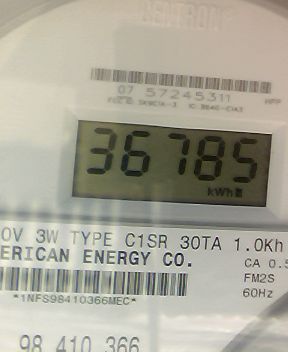 CENTRON
07 57245311
36785
kWh
0V 3W TYPE C1SR 30TA 1.0Kh
ERICAN ENERGY CO. CA 0.5
FM2S
*1NFS98410366MEC* 60Hz
98 410 366